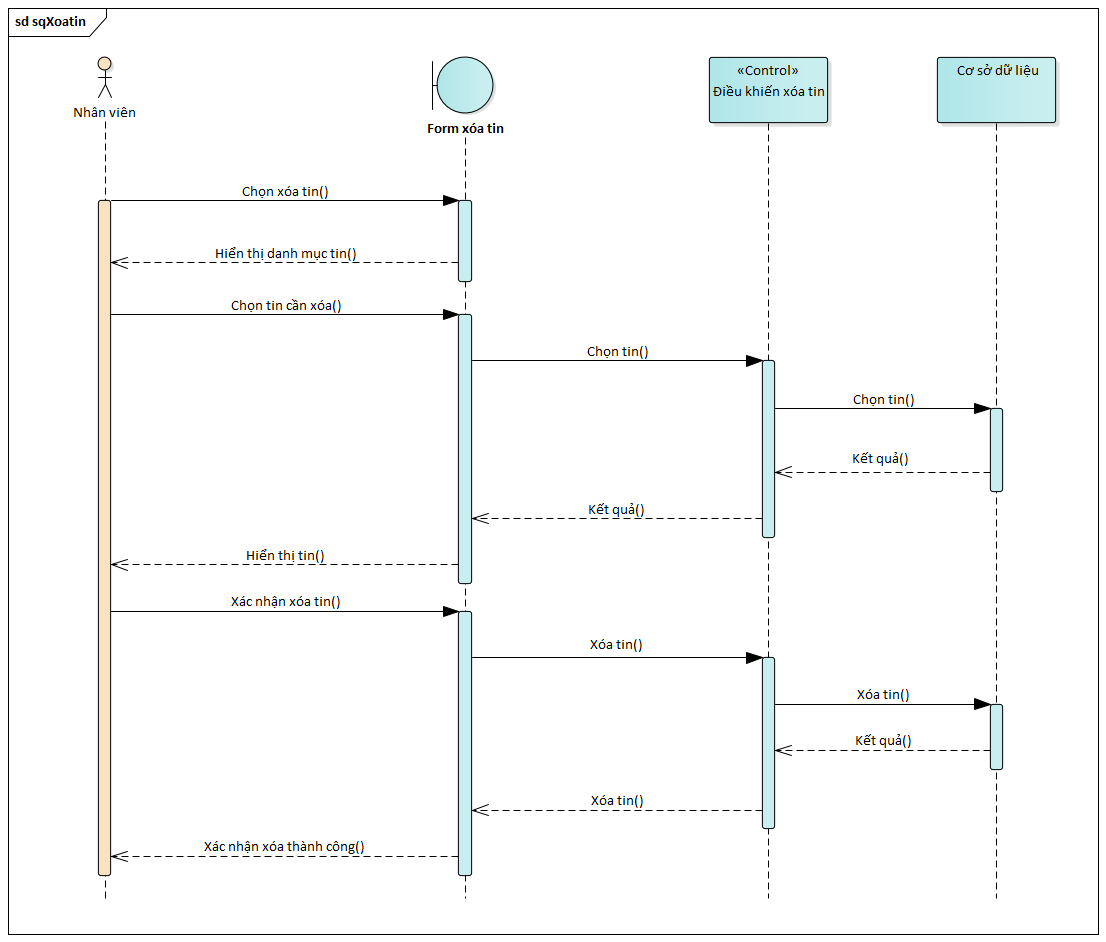 sd sqXoatin
Nhân viên
Form xóa tin
«Control»
Điều khiến xóa tin
Cơ sở dữ liệu
Chọn xóa tin()
Hiển thị danh mục tin()
Chọn tin cần xóa()
Chọn tin()
Chọn tin()
Kết quả()
Kết quả()
Hiển thị tin()
Xác nhận xóa tin()
Xóa tin()
Xóa tin()
Kết quả()
Xóa tin()
Xác nhận xóa thành công()